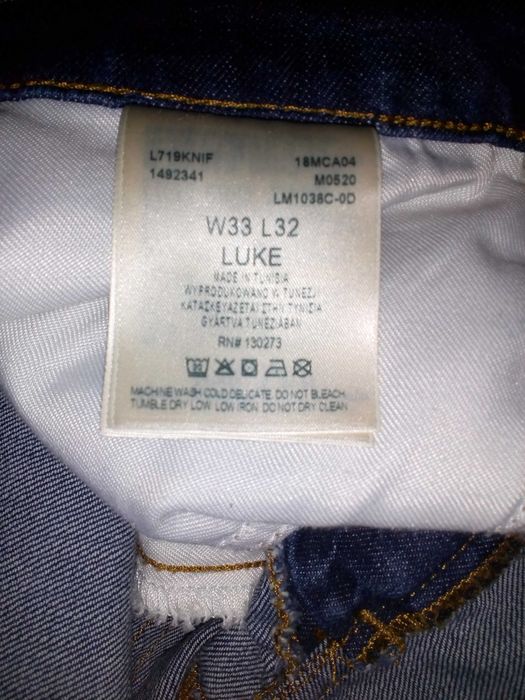 L719KNIF 18MCA04
1492341 M0520
LM1038C-0D
W33 L32
LUKE
MADE IN TUNISIA
WYPRODUKOWANO W TUNEZJI
ΚΑΤΑΣΚΕΥΑΖΕΤΑΙ ΣΤΗΝ ΤΥΝΙΣΙΑ
GYÁRTVA TUNÉZIÁBAN
RN# 130273
MACHINE WASH COLD DELICATE. DO NOT BLEACH
TUMBLE DRY LOW LOW IRON DO NOT DRY CLEAN